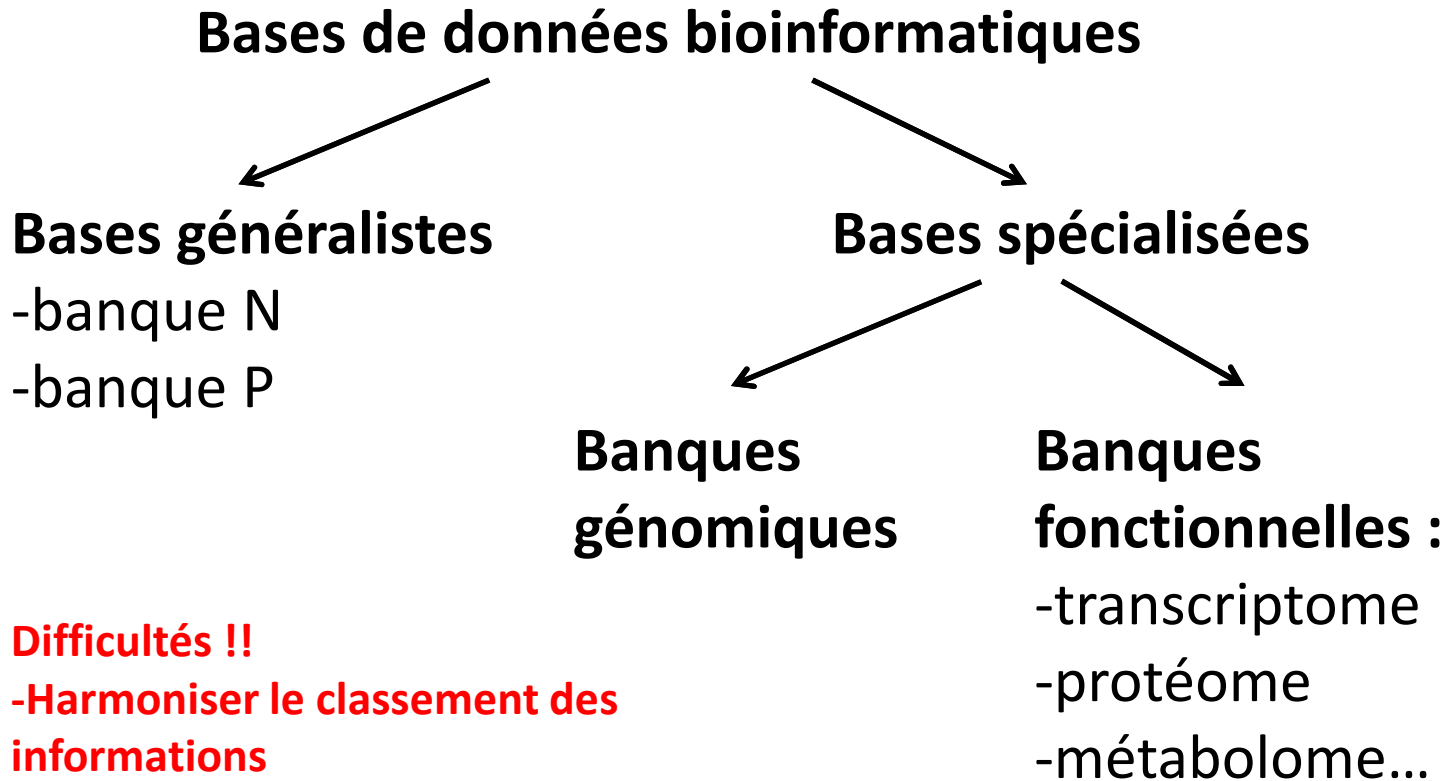 Bases de données bioinformatiques
Bases généralistes
-banque N
-banque P
Bases spécialisées
Banques
génomiques
Banques
fonctionnelles :
-transcriptome
-protéome
-métabolome...
Difficultés !!
-Harmoniser le classement des
informations